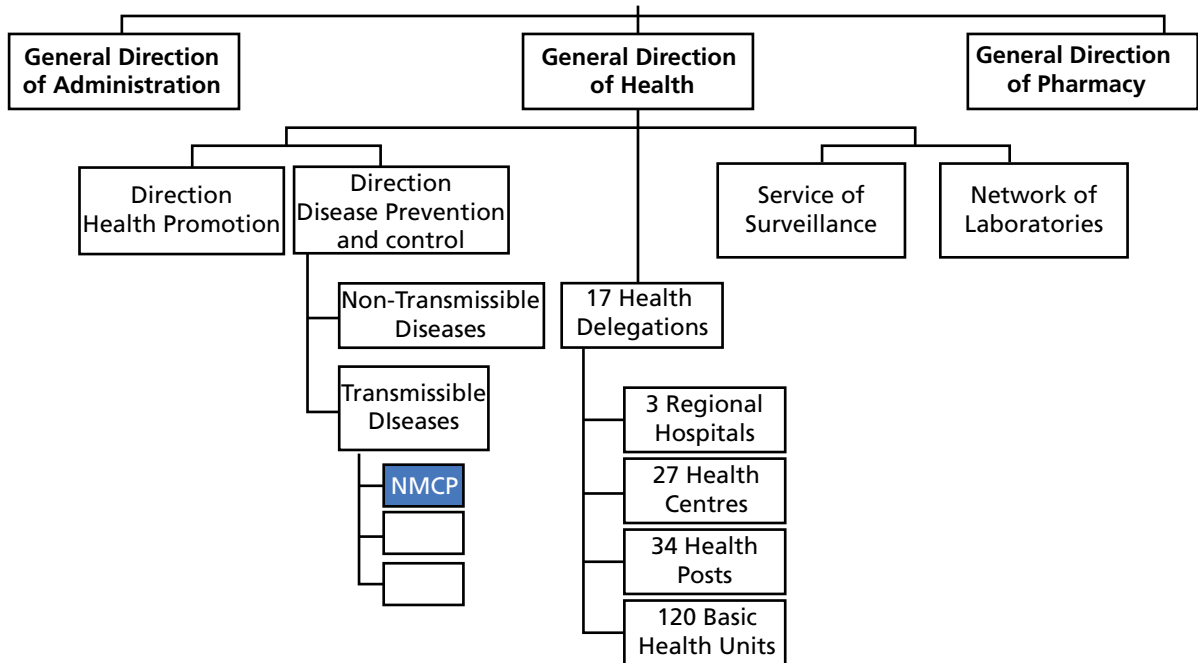 General Direction
of Administration
General Direction
of Health
General Direction
of Pharmacy
Direction
Health Promotion
Direction
Disease Prevention
and control
Service of
Surveillance
Network of
Laboratories
Non-Transmissible
Diseases
17 Health
Delegations
Transmissible
DIseases
3 Regional
Hospitals
NMCP
27 Health
Centres
34 Health
Posts
120 Basic
Health Units